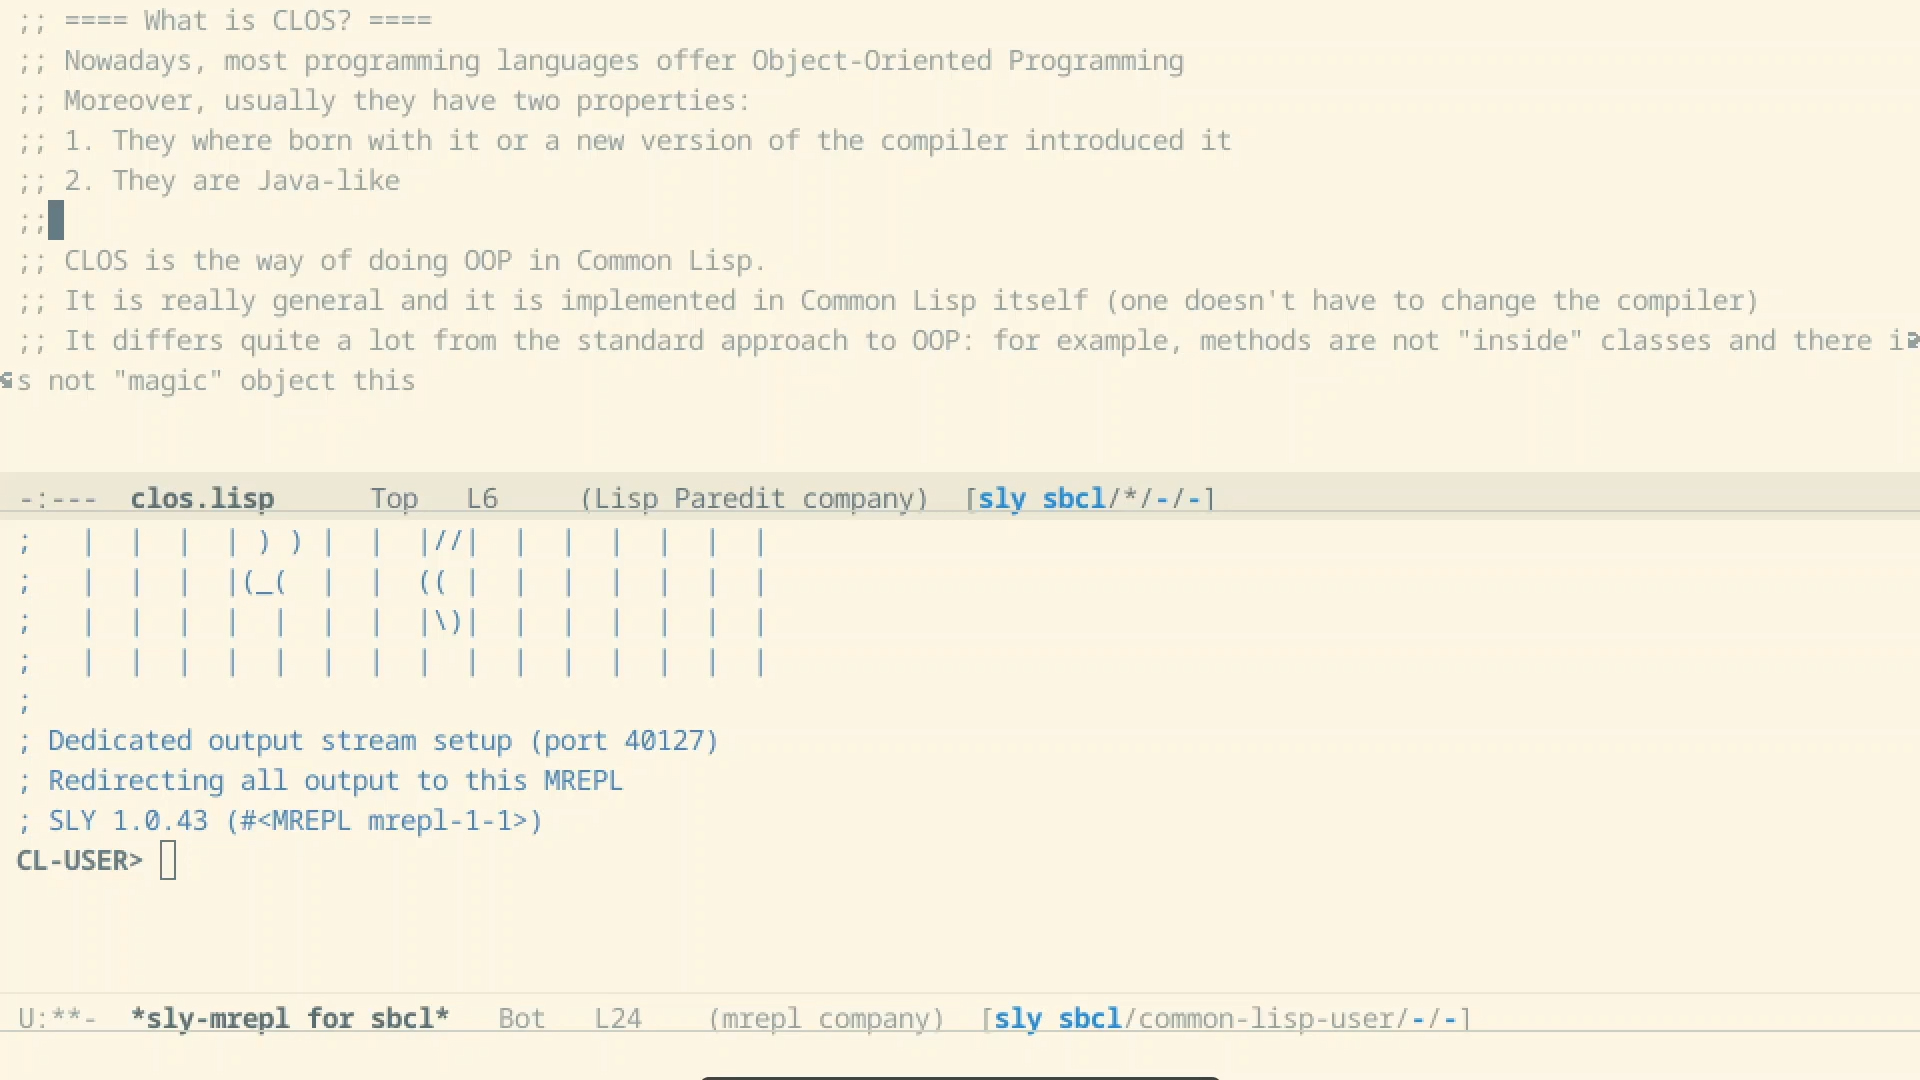 ;; ==== What is CLOS? ====
;; Nowadays, most programming languages offer Object-Oriented Programming
;; Moreover, usually they have two properties:
;; 1. They where born with it or a new version of the compiler introduced it
;; 2. They are Java-like
;;
;; CLOS is the way of doing OOP in Common Lisp.
;; It is really general and it is implemented in Common Lisp itself (one doesn't have to change the compiler)
;; It differs quite a lot from the standard approach to OOP: for example, methods are not "inside" classes and there i
s not "magic" object this
-:---  clos.lisp      Top   L6     (Lisp Paredit company)  [sly sbcl/*/-/-]
;   |  |  |  | ) ) |  |  |//|  |  |  |  |  |  |
;   |  |  |  |(_(  |  |  (( |  |  |  |  |  |  |
;   |  |  |  |  |  |  |  |\)|  |  |  |  |  |  |
;   |  |  |  |  |  |  |  |  |  |  |  |  |  |  |
;
; Dedicated output stream setup (port 40127)
; Redirecting all output to this MREPL
; SLY 1.0.43 (#<MREPL mrepl-1-1>)
CL-USER>
U:**-  *sly-mrepl for sbcl*   Bot   L24    (mrepl company)  [sly sbcl/common-lisp-user/-/-]